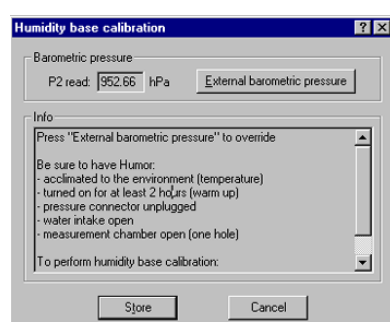 Humidity base calibration
Barometric pressure
P2 read: 952.66 hPa External barometric pressure
Info
Press "External barometric pressure" to override
Be sure to have Humor:
- acclimated to the environment (temperature)
- turned on for at least 2 hours (warm up)
- pressure connector unplugged
- water intake open
- measurement chamber open (one hole)
To perform humidity base calibration:
Store Cancel